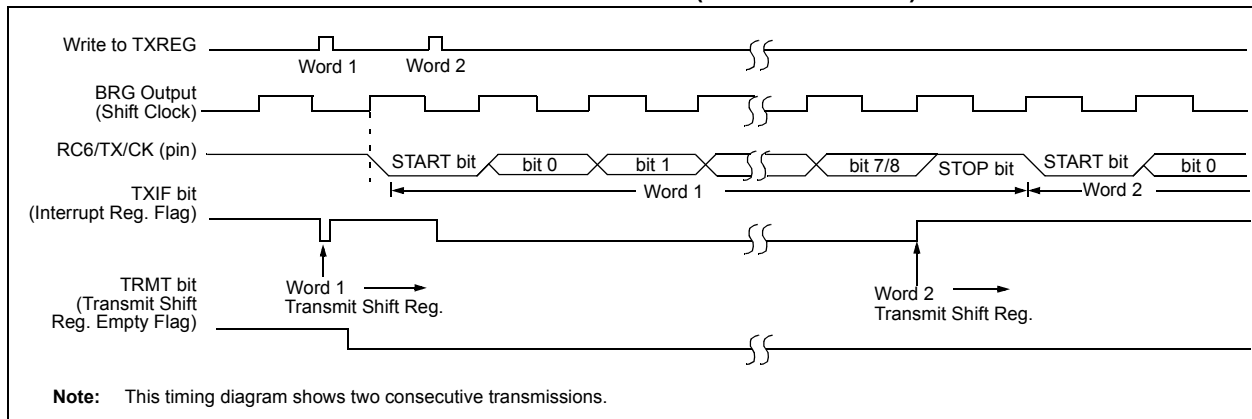 Write to TXREG
Word 1
Word 2
BRG Output
(Shift Clock)
RC6/TX/CK (pin)
START bit
bit 0
bit 1
bit 7/8
STOP bit
START bit
bit 0
Word 1
Word 2
TXIF bit
(Interrupt Reg. Flag)
Word 1
Transmit Shift Reg.
Word 2
Transmit Shift Reg.
TRMT bit
(Transmit Shift
Reg. Empty Flag)
Note: This timing diagram shows two consecutive transmissions.